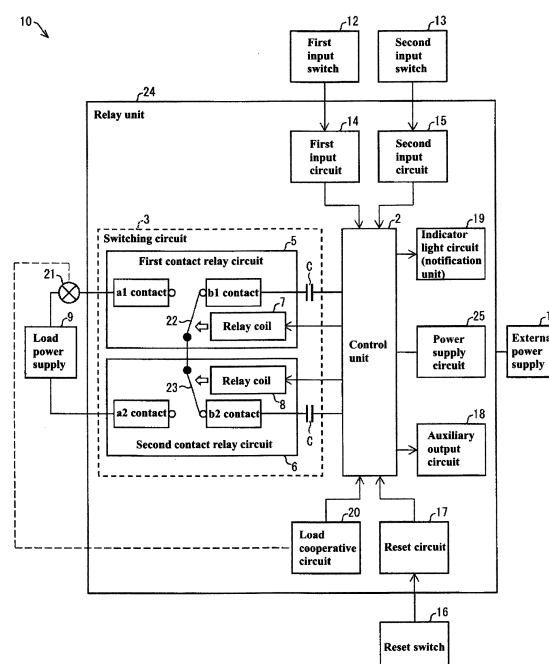 10
12
First
input
switch
13
Second
input
switch
24
Relay unit
14
First
input
circuit
15
Second
input
circuit
3
Switching circuit
2
Control
unit
19
Indicator
light circuit
(notification
unit)
5
First contact relay circuit
21
a1 contact
b1 contact
C
7
22
Relay coil
9
Load
power
supply
25
Power
supply
circuit
1
External
power
supply
23
Relay coil
8
a2 contact
b2 contact
C
Second contact relay circuit
6
18
Auxiliary
output
circuit
20
Load
cooperative
circuit
17
Reset circuit
16
Reset switch